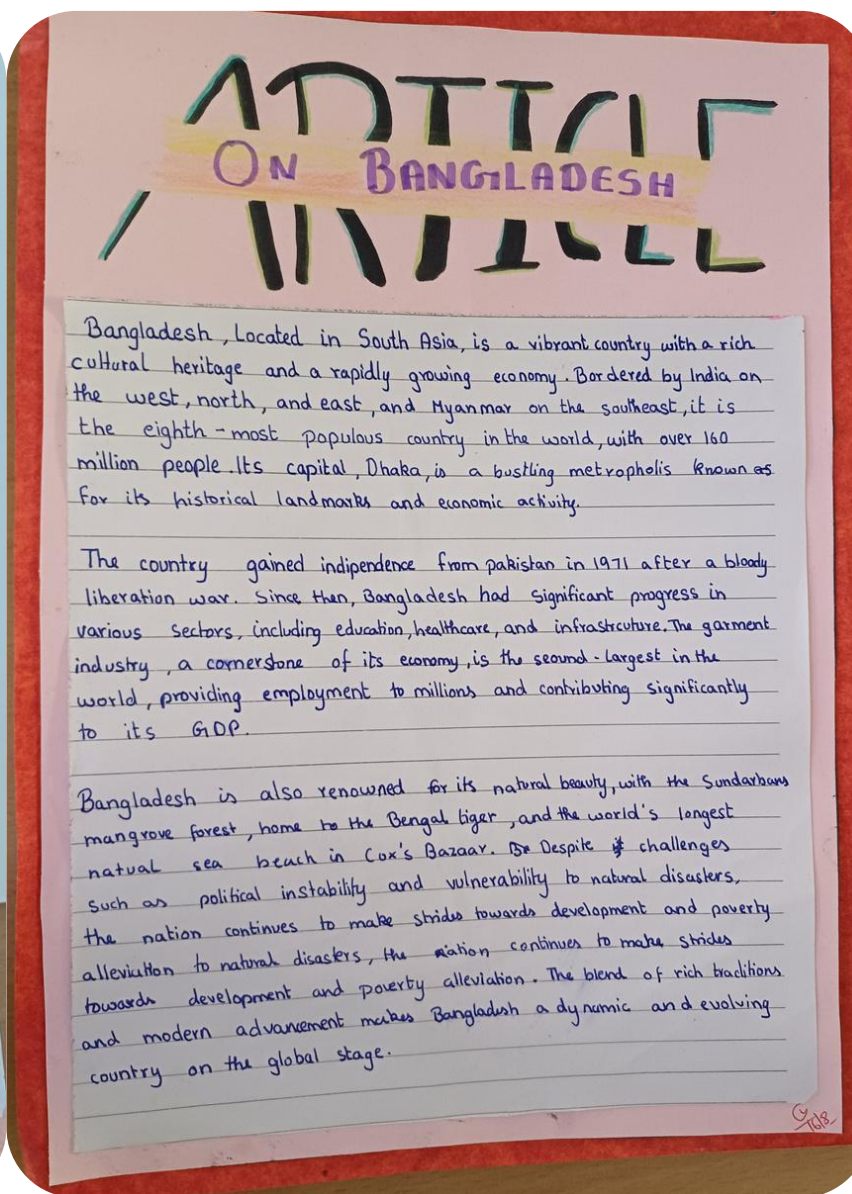 ARTICLE
ON BANGLADESH
Bangladesh, Located in South Asia, is a vibrant country with a rich
cultural heritage and a rapidly growing economy. Bordered by India on
the west, north, and east, and Myanmar on the southeast, it is
the eighth-most populous country in the world, with over 160
million people. Its capital, Dhaka, is a bustling metropholis known as
for its historical landmarks and economic activity.
The country gained indipendence from pakistan in 1971 after a bloody
liberation war. Since then, Bangladesh had significant progress in
various sectors, including education, healthcare, and infrastrcuture. The garment
industry, a cornerstone of its economy, is the seound-largest in the
world, providing employment to millions and contributing significantly
to its GDP.
Bangladesh is also renowned for its natural beauty, with the Sundarbans
mangrove forest, home to the Bengal tiger, and the world's longest
natual sea beach in Cox's Bazaar. Despite challenges
such as political instability and vulnerability to natural disasters,
the nation continues to make strides towards development and poverty
alleviation to natural disasters, the nation continues to make strides
towards development and poverty alleviation. The blend of rich traditions
and modern advancement makes Bangladesh a dynamic and evolving
country on the global stage.
16/8